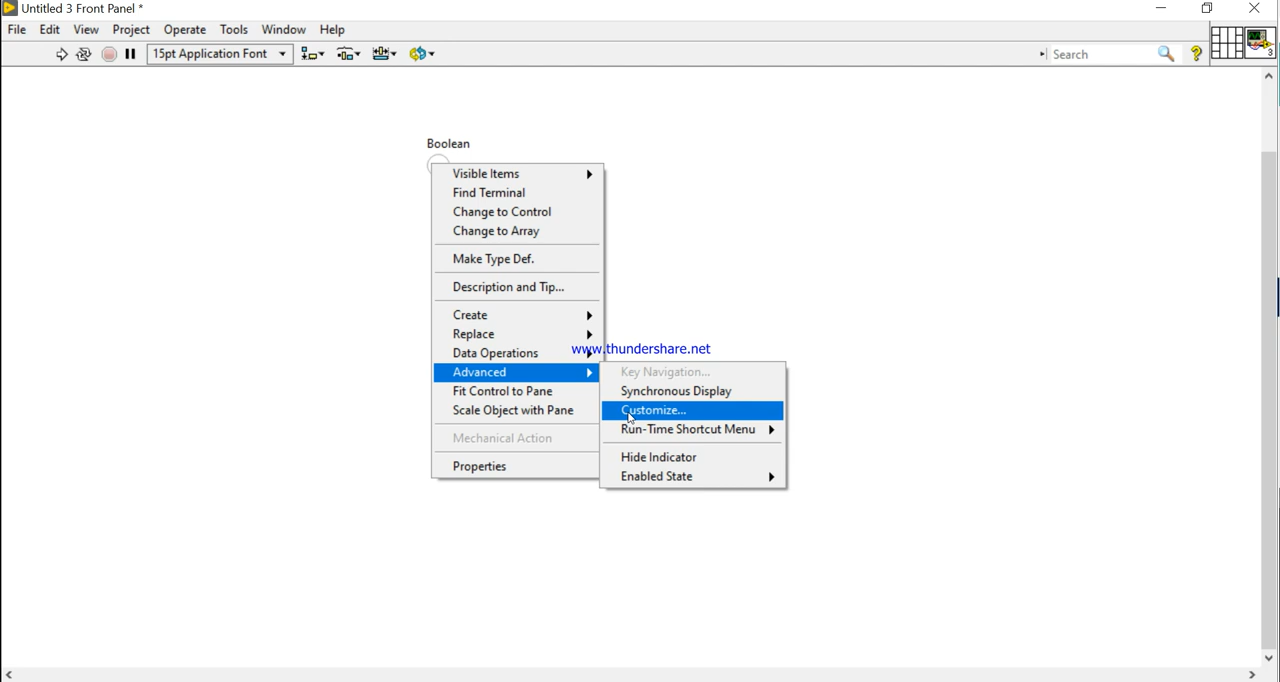 Untitled 3 Front Panel *
File Edit View Project Operate Tools Window Help
15pt Application Font Search ? 3
Boolean
Visible Items
Find Terminal
Change to Control
Change to Array
Make Type Def.
Description and Tip...
Create
Replace
www.thundershare.net
Data Operations
Advanced Key Navigation...
Fit Control to Pane Synchronous Display
Scale Object with Pane Customize...
Run-Time Shortcut Menu
Mechanical Action
Hide Indicator
Properties
Enabled State